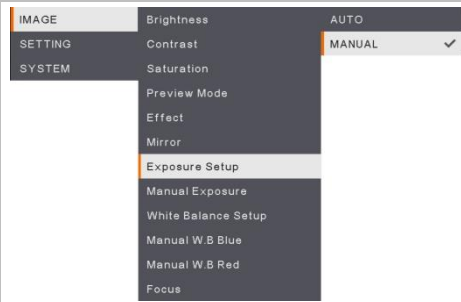 IMAGE
SETTING
SYSTEM
Brightness
Contrast
Saturation
Preview Mode
Effect
Mirror
Exposure Setup
Manual Exposure
White Balance Setup
Manual W.B Blue
Manual W.B Red
Focus
AUTO
MANUAL